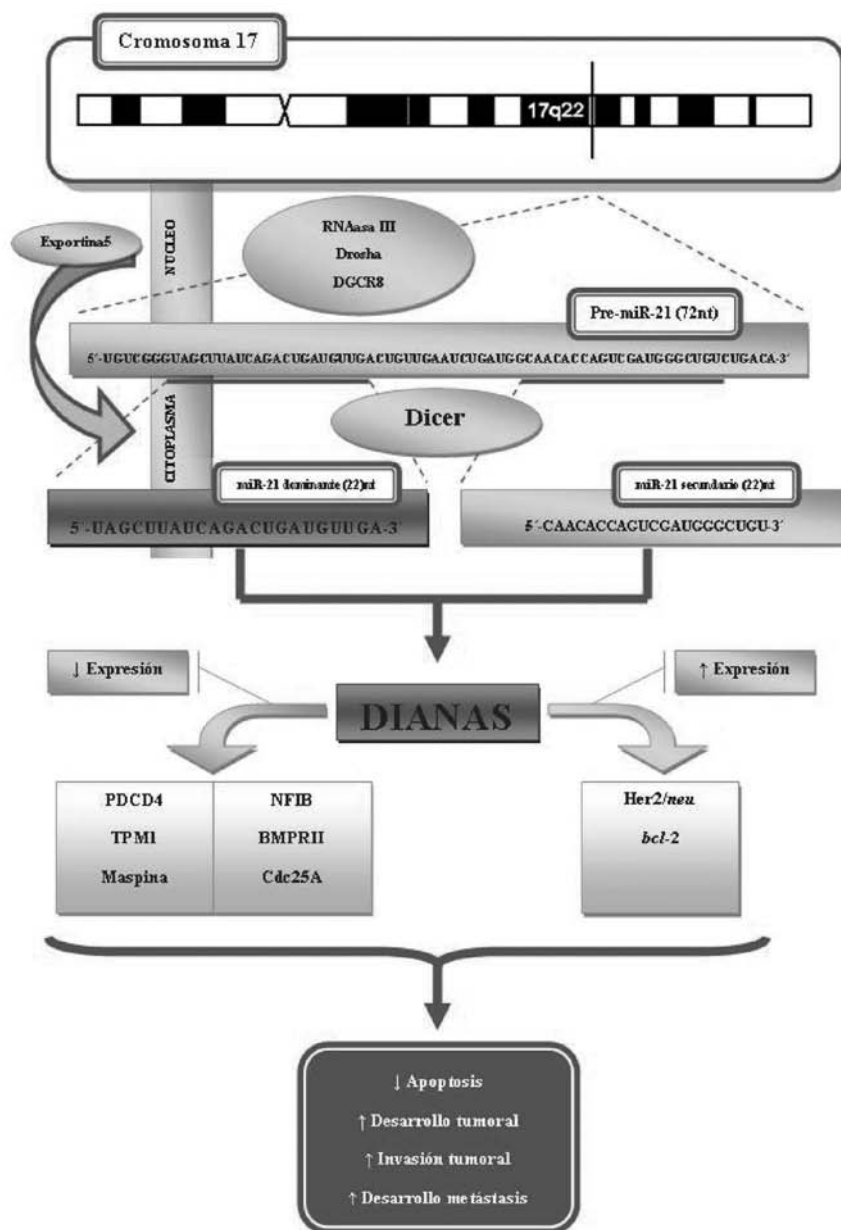 Cromosoma 17
17q22
Exportina5
NUCLEO
RNAasa III
Drosha
DGCR8
Pre-miR-21 (72nt)
5´-UGUCGGGUAGCUUAUCAGACUGAUGUUGACUGUUGAAUCUGAUGGCAACACCAGUCGAUGGGCUGUCUGACA-3´
CITOPLASMA
Dicer
miR-21 dominante (22)nt
miR-21 secundario (22)nt
5´-UAGCUUAUCAGACUGAUGUUGA-3´
5´-CAACACCAGUCGAUGGGCUGU-3´
↓ Expresión
↑ Expresión
DIANAS
PDCD4
NFIB
Her2/neu
TPM1
BMPRII
bcl-2
Maspina
Cdc25A
↓ Apoptosis
↑ Desarrollo tumoral
↑ Invasión tumoral
↑ Desarrollo metástasis